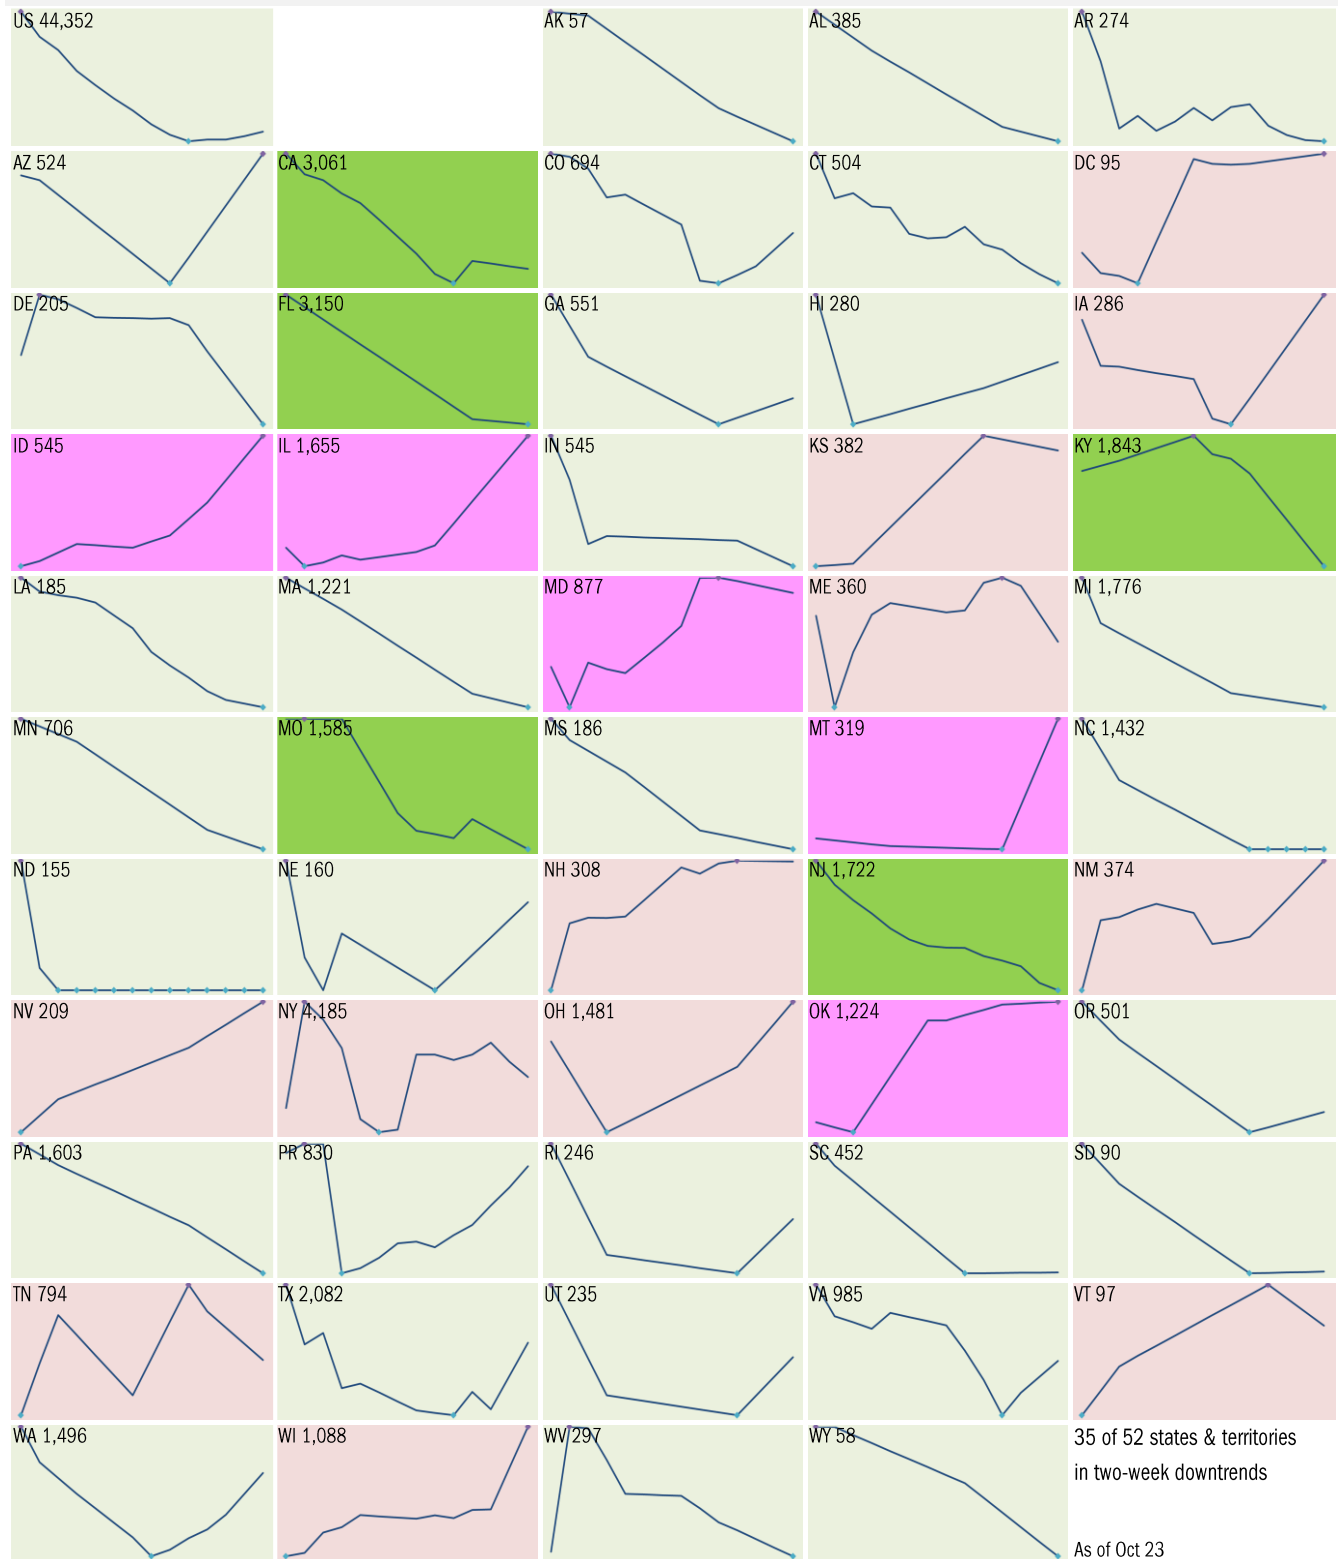 US 44,352
AK 57
AL 385
AR 274
AZ 524
CA 3,061
CO 694
CT 504
DC 95
DE 205
FL 3,150
GA 551
HI 280
IA 286
ID 545
IL 1,655
IN 545
KS 382
KY 1,843
LA 185
MA 1,221
MD 877
ME 360
MI 1,776
MN 706
MO 1,585
MS 186
MT 319
NC 1,432
ND 155
NE 160
NH 308
NJ 1,722
NM 374
NV 209
NY 4,185
OH 1,481
OK 1,224
OR 501
PA 1,603
PR 830
RI 246
SC 452
SD 90
TN 794
TX 2,082
UT 235
VA 985
VT 97
WA 1,496
WI 1,088
WV 297
WY 58
35 of 52 states & territories
in two-week downtrends
As of Oct 23